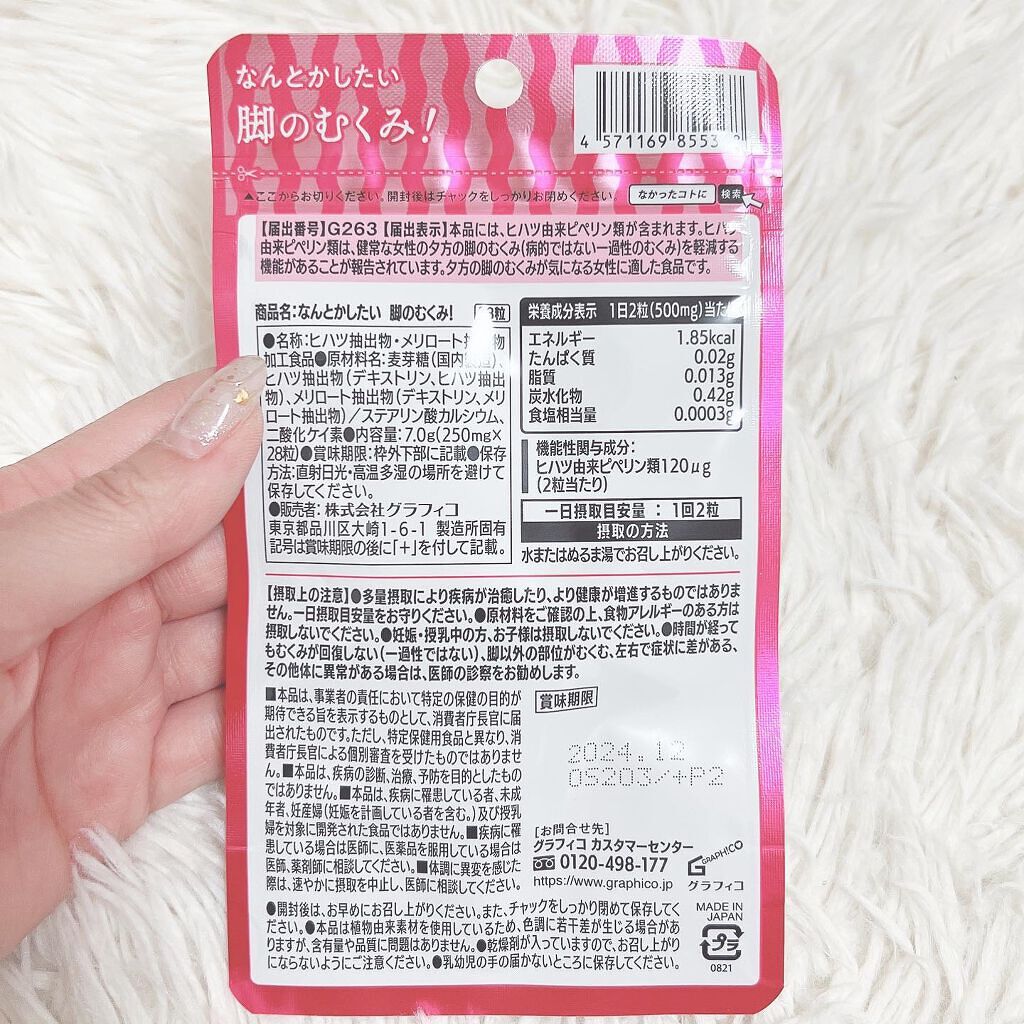 なんとかしたい
脚のむくみ!
4 571169 8553
▲ここからお切りください。開封後はチャックをしっかりお閉めください。
なかったコトに 検索
【届出番号】G263【届出表示】本品には、ヒハツ由来ピペリン類が含まれます。ヒハツ
由来ピペリン類は、健常な女性の夕方の脚のむくみ(病的ではない一過性のむくみ)を軽減する
機能があることが報告されています。夕方の脚のむくみが気になる女性に適した食品です。
商品名:なんとかしたい 脚のむくみ! 8粒
●名称:ヒハツ抽出物・メリロート抽 物
加工食品●原材料名:麦芽糖(国内 造)、
ヒハツ抽出物(デキストリン、ヒハツ抽出
物)、メリロート抽出物(デキストリン、メリ
ロート抽出物)/ステアリン酸カルシウム、
二酸化ケイ素●内容量:7.0g(250mg×
28粒)●賞味期限:枠外下部に記載●保存
方法:直射日光・高温多湿の場所を避けて
保存してください。
●販売者:株式会社グラフィコ
東京都品川区大崎1-6-1 製造所固有
記号は賞味期限の後に「+」を付して記載。
栄養成分表示 1日2粒(500mg)当た
エネルギー 1.85kcal
たんぱく質 0.02g
脂質 0.013g
炭水化物 0.42g
食塩相当量 0.0003g
機能性関与成分:
ヒハツ由来ピペリン類120μg
(2粒当たり)
一日摂取目安量 : 1回2粒
摂取の方法
水またはぬるま湯でお召し上がりください。
【摂取上の注意】●多量摂取により疾病が治癒したり、より健康が増進するものではありま
せん。一日摂取目安量をお守りください。●原材料をご確認の上、食物アレルギーのある方は
摂取しないでください。●妊娠・授乳中の方、お子様は摂取しないでください。●時間が経って
もむくみが回復しない(一過性ではない)、脚以外の部位がむくむ、左右で症状に差がある、
その他体に異常がある場合は、医師の診察をお勧めします。
■本品は、事業者の責任において特定の保健の目的が
期待できる旨を表示するものとして、消費者庁長官に届
出されたものです。ただし、特定保健用食品と異なり、消
費者庁長官による個別審査を受けたものではありませ
ん。■本品は、疾病の診断、治療、予防を目的としたもの
ではありません。■本品は、疾病に罹患している者、未成
年者、妊産婦(妊娠を計画している者を含む。)及び授乳
婦を対象に開発された食品ではありません。■疾病に罹
患している場合は医師に、医薬品を服用している場合は
医師、薬剤師に相談してください。■体調に異変を感じた
際は、速やかに摂取を中止し、医師に相談してください。
賞味期限
2024.12
05203/+P2
[お問合せ先]
グラフィコ カスタマーセンター
0120-498-177
https://www.graphico.jp/
GRAPHICO
グラフィコ
●開封後は、お早めにお召し上がりください。また、チャックをしっかり閉めて保存してく
ださい。●本品は植物由来素材を使用しているため、色調に若干差が生じる場合があ
りますが、含有量や品質に問題はありません。●乾燥剤が入っていますので、お召し上がり
にならないようにご注意ください。●乳幼児の手の届かないところに保存してください。
MADE IN
JAPAN
プラ
0821